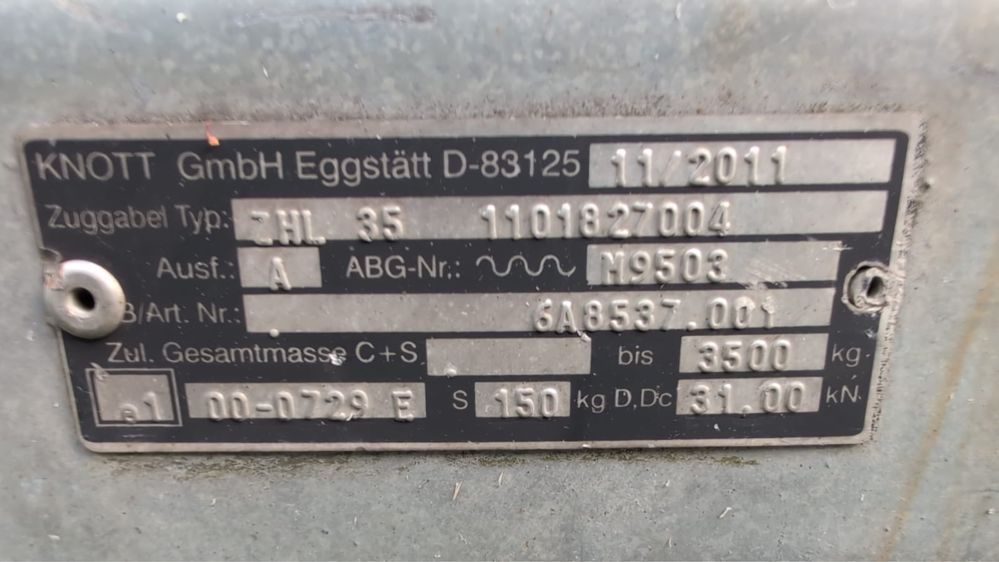 KNOTT GmbH Eggstätt D-83125 11/2011
Zuggabel Typ: ZHL 35 1101827004
Ausf.: A ABG-Nr.: M9503
B/Art. Nr.: 6A8537.001
Zul. Gesamtmasse C+S bis 3500 kg
e1 00-0729 E S 150 kg D,Dc 31.00 kN